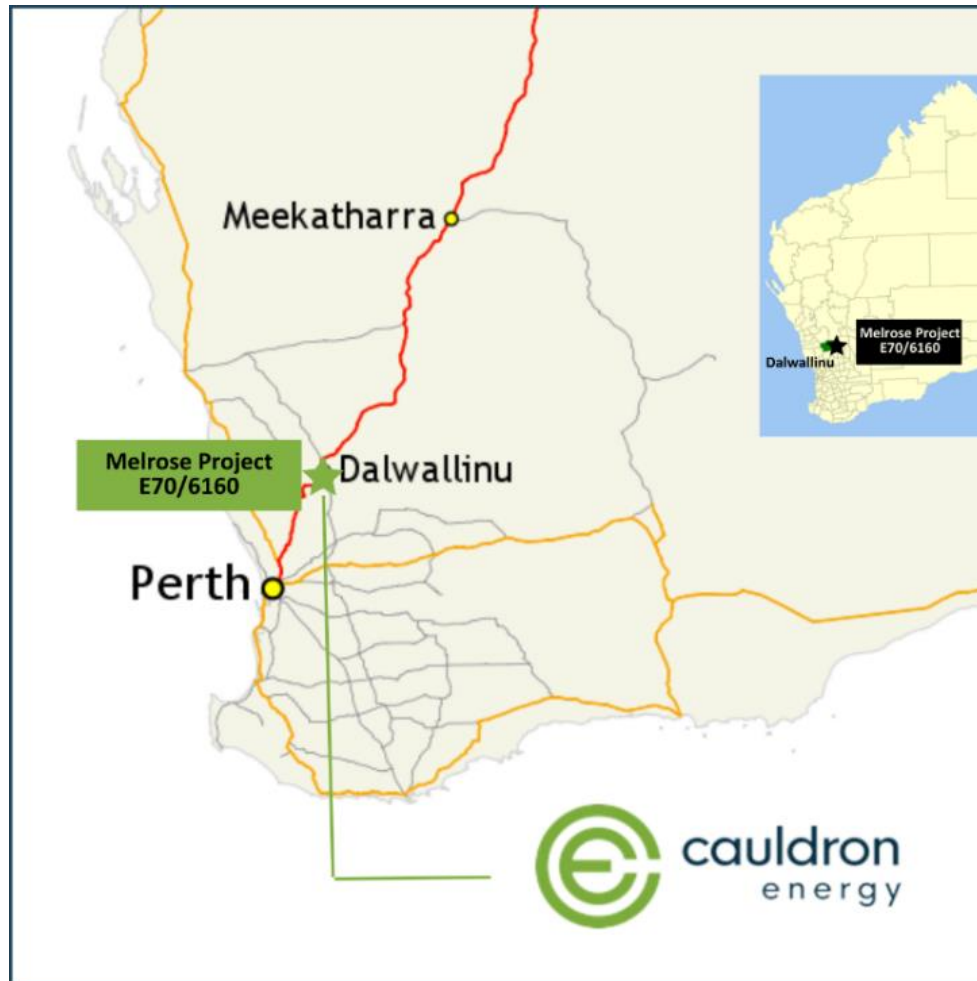 Meekatharra
Melrose Project
E70/6160
Dalwallinu
Melrose Project
E70/6160
Dalwallinu
Perth
cauldron
energy